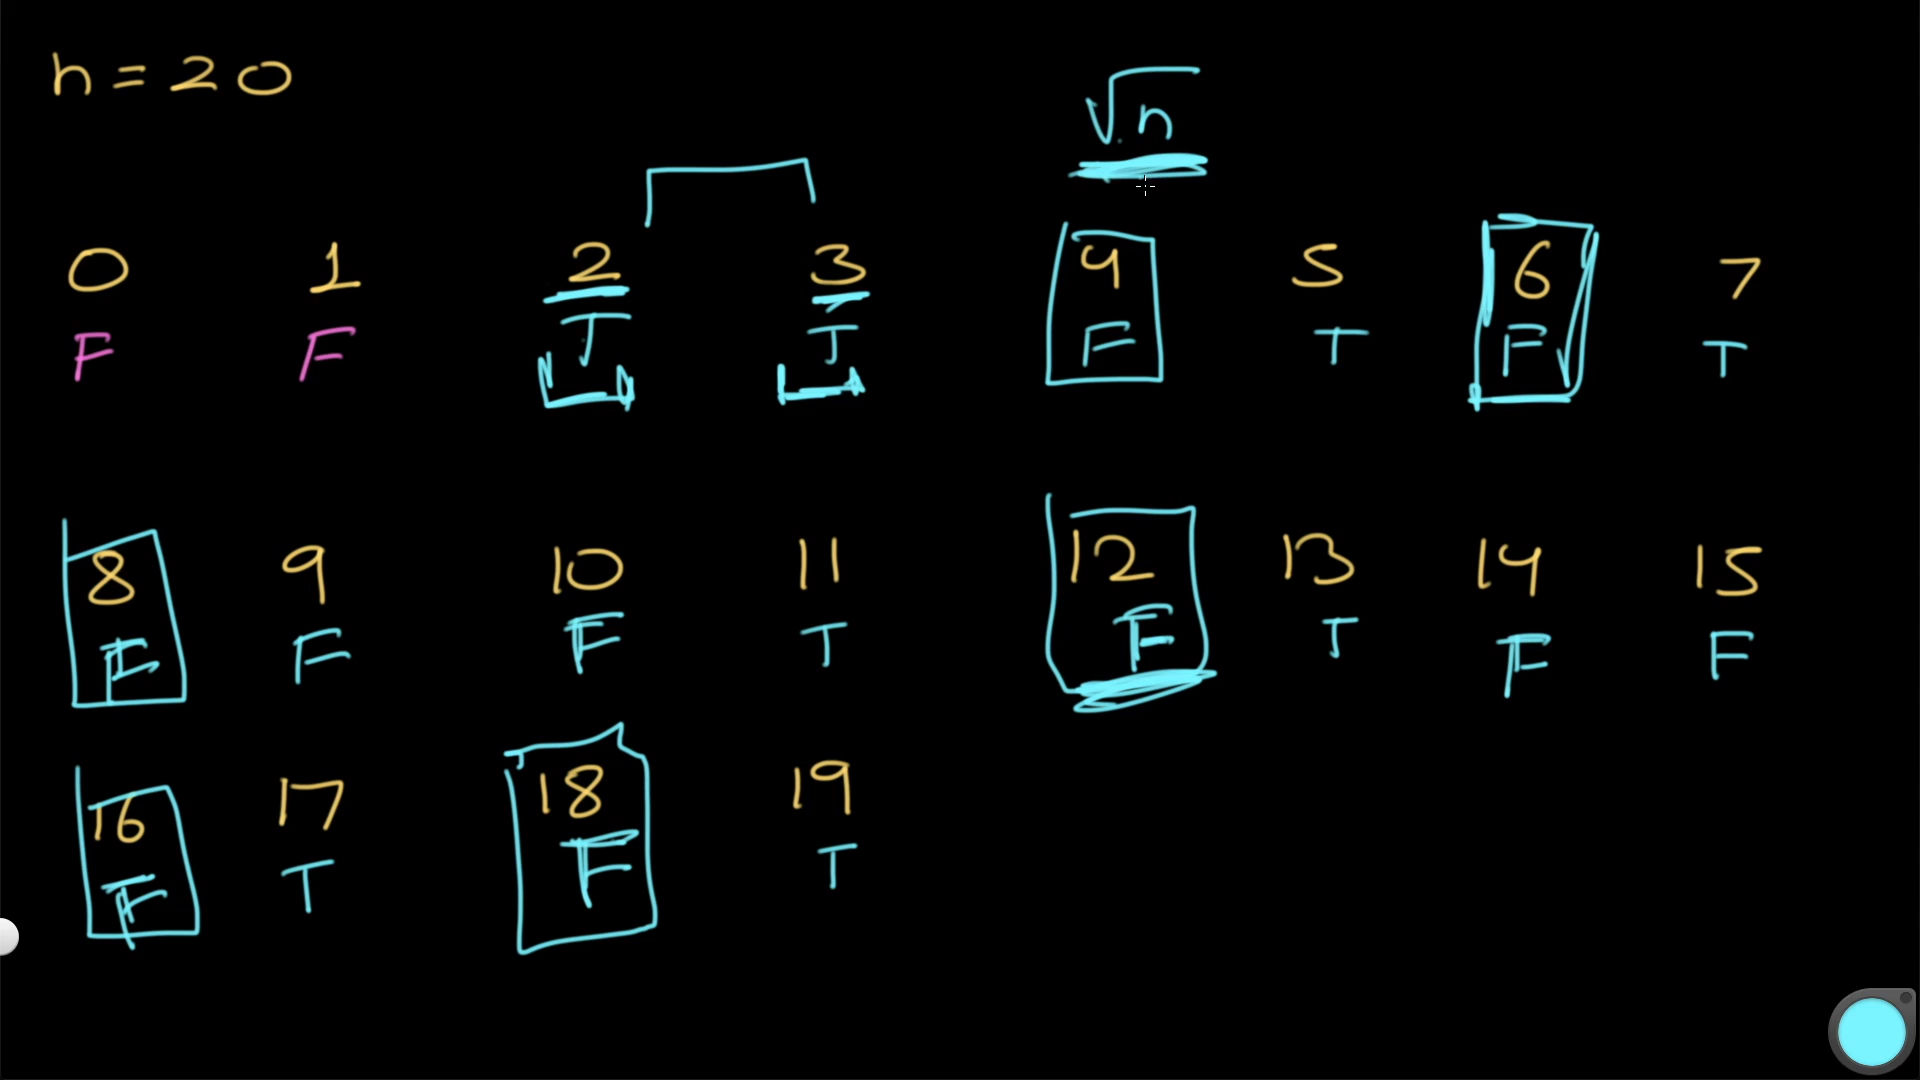 n = 20
√n
0 1 2 3 4 5 6 7
F F T T F T F T
8 9 10 11 12 13 14 15
F F F T F T F F
16 17 18 19
F T F T